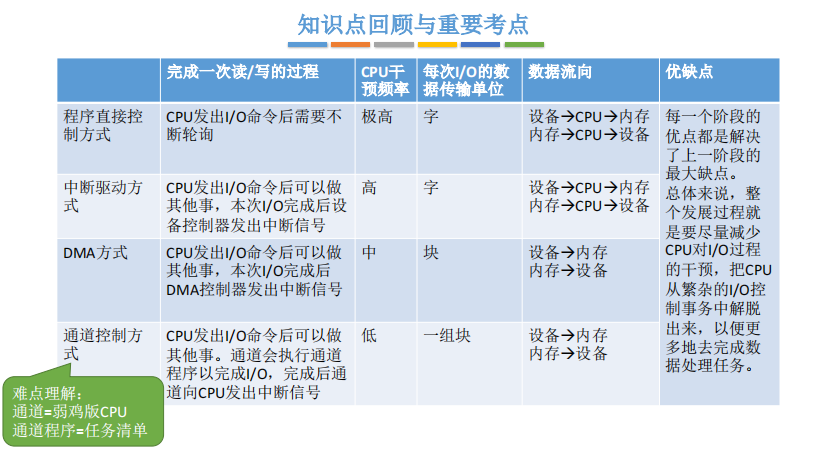 知识点回顾与重要考点
完成一次读/写的过程
CPU干
预频率
每次I/O的数
据传输单位
数据流向
优缺点
程序直接控
制方式
CPU发出I/O命令后需要不
断轮询
极高
字
设备→CPU→内存
内存→CPU→设备
每一个阶段的
优点都是解决
了上一阶段的
最大缺点。
总体来说，整
个发展过程就
是要尽量减少
CPU对I/O过程
的干预，把CPU
从繁杂的I/O控
制事务中解脱
出来，以便更
多地去完成数
据处理任务。
中断驱动方
式
CPU发出I/O命令后可以做
其他事，本次I/O完成后设
备控制器发出中断信号
高
字
设备→CPU→内存
内存→CPU→设备
DMA方式
CPU发出I/O命令后可以做
其他事，本次I/O完成后
DMA控制器发出中断信号
中
块
设备→内存
内存→设备
通道控制方
式
CPU发出I/O命令后可以做
其他事。通道会执行通道
程序以完成I/O，完成后通
道向CPU发出中断信号
低
一组块
设备→内存
内存→设备
难点理解：
通道=弱鸡版CPU
通道程序=任务清单